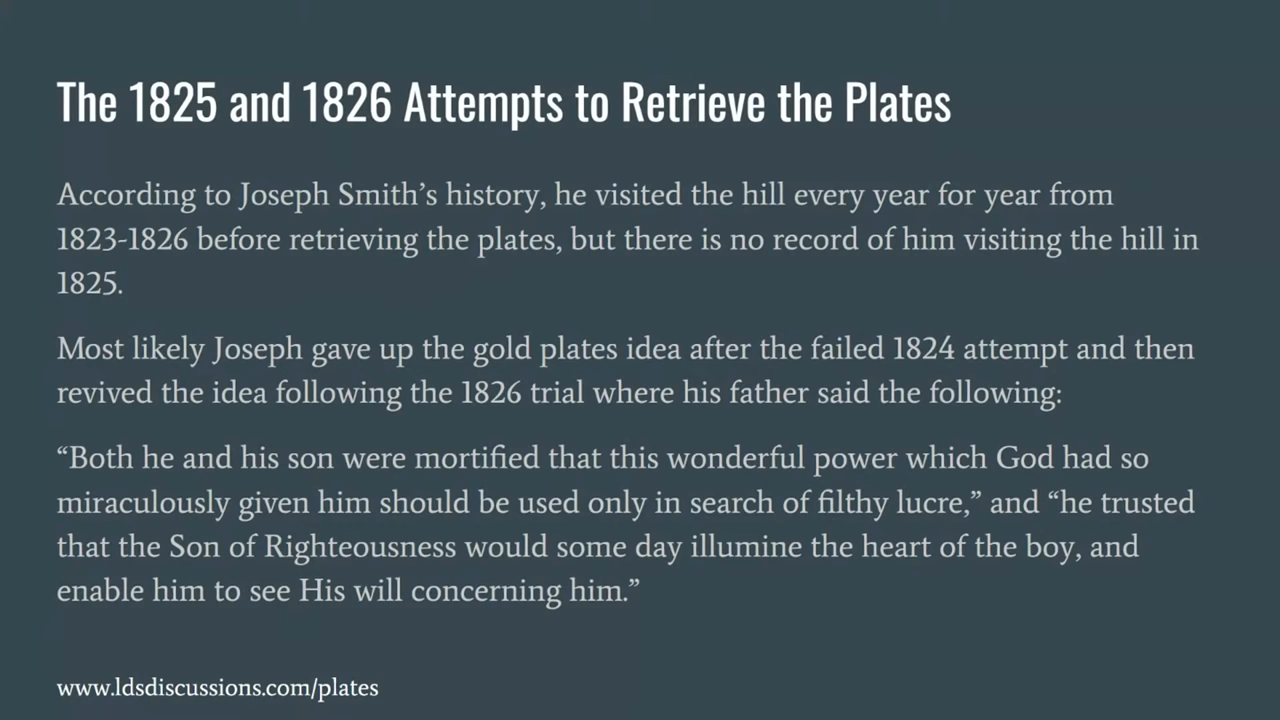 The 1825 and 1826 Attempts to Retrieve the Plates
According to Joseph Smith’s history, he visited the hill every year for year from
1823-1826 before retrieving the plates, but there is no record of him visiting the hill in
1825.
Most likely Joseph gave up the gold plates idea after the failed 1824 attempt and then
revived the idea following the 1826 trial where his father said the following:
“Both he and his son were mortified that this wonderful power which God had so
miraculously given him should be used only in search of filthy lucre,” and “he trusted
that the Son of Righteousness would some day illumine the heart of the boy, and
enable him to see His will concerning him.”
www.ldsdiscussions.com/plates